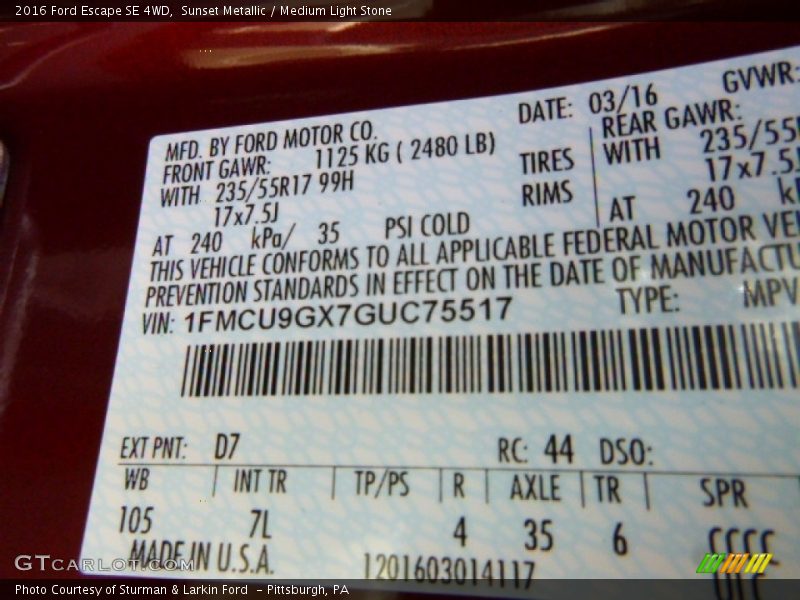 2016 Ford Escape SE 4WD, Sunset Metallic / Medium Light Stone
MFD. BY FORD MOTOR CO. DATE: 03/16 GVWR:
FRONT GAWR: 1125 KG ( 2480 LB) REAR GAWR:
WITH 235/55R17 99H TIRES WITH 235/55
17x7.5J RIMS 17x7.5J
AT 240 kPa/ 35 PSI COLD AT 240
THIS VEHICLE CONFORMS TO ALL APPLICABLE FEDERAL MOTOR
PREVENTION STANDARDS IN EFFECT ON THE DATE OF
VIN: 1FMCU9GX7GUC75517 TYPE: MPV
EXT PNT: D7 RC: 44 DSO:
WB INT TR TP/PS R AXLE TR SPR
105 7L 4 35 6
MADE IN U.S.A. 1201603014117
GTCARLOT.COM
Photo Courtesy of Sturman & Larkin Ford - Pittsburgh, PA